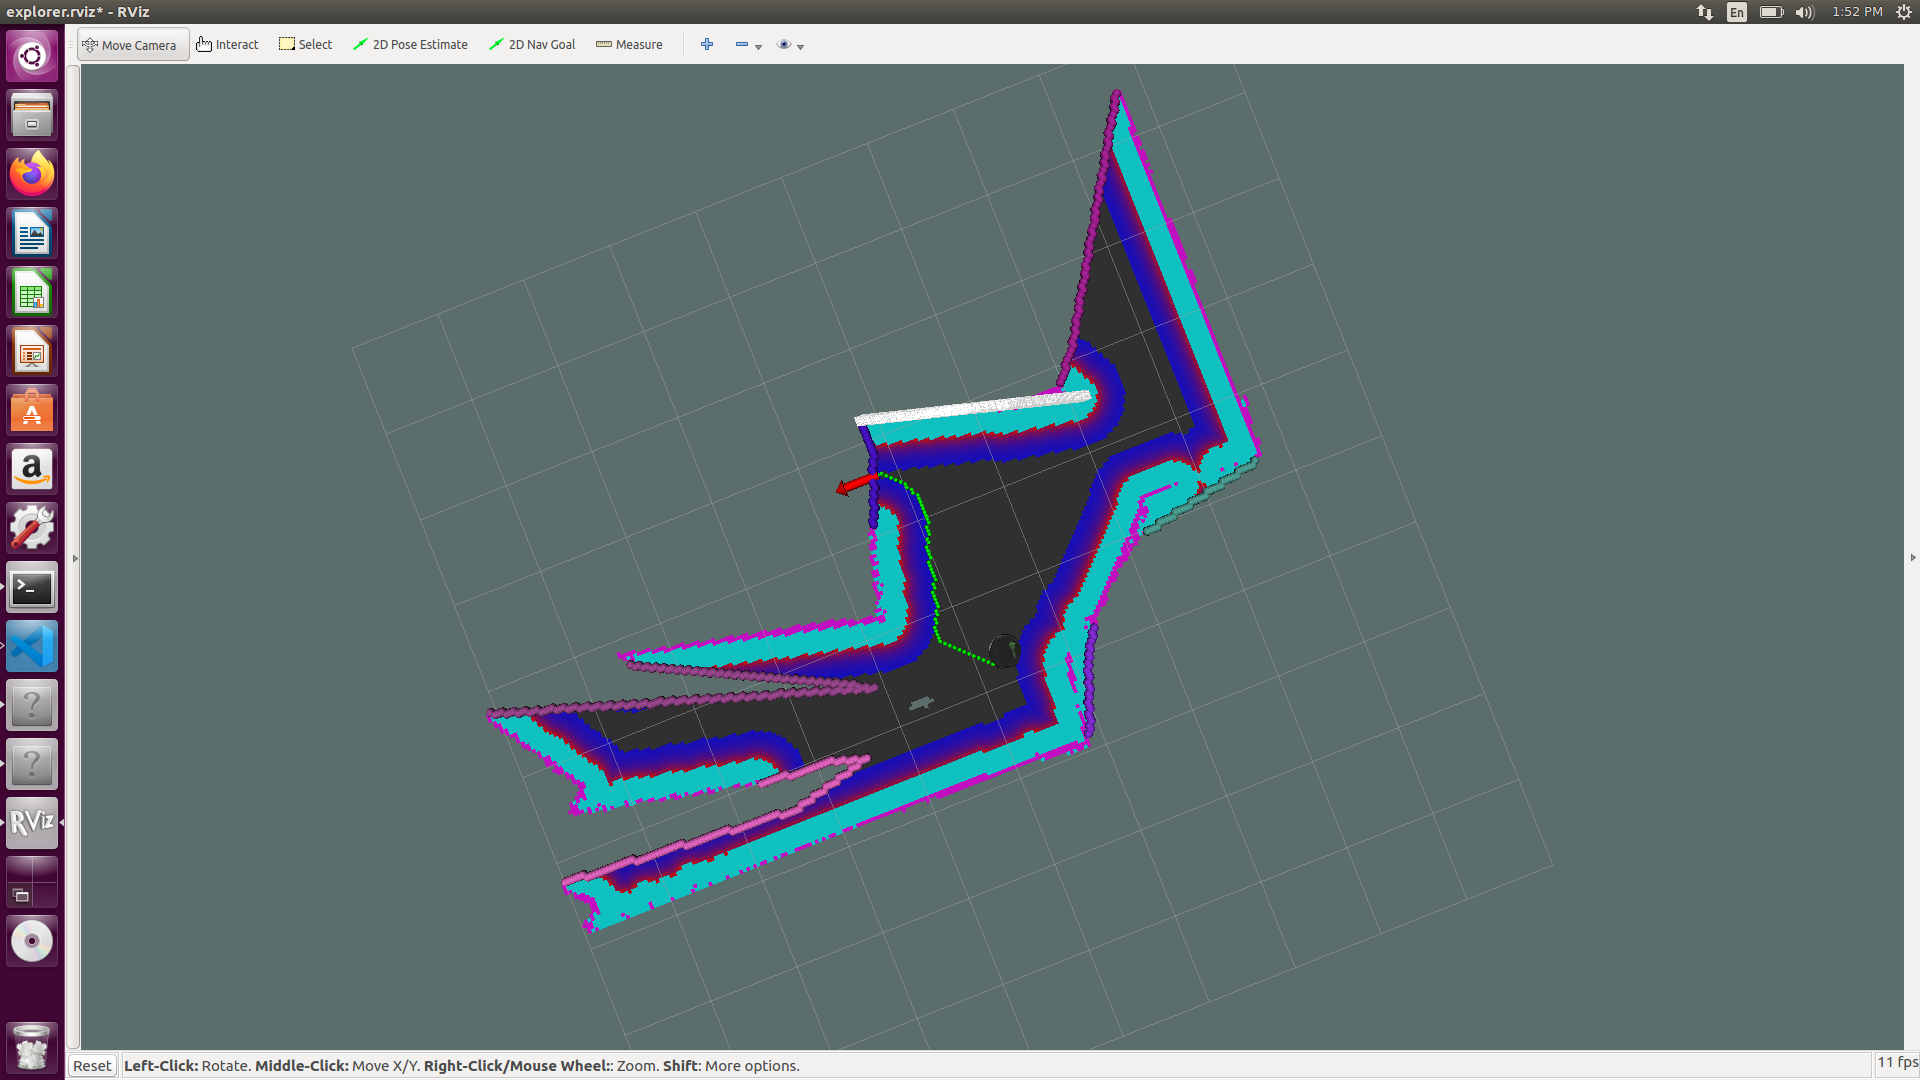 explorer.rviz* - RViz
En
1:52 PM
Move Camera
Interact
Select
2D Pose Estimate
2D Nav Goal
Measure
A
a
>_
?
?
RViz
Reset
Left-Click: Rotate. Middle-Click: Move X/Y. Right-Click/Mouse Wheel:: Zoom. Shift: More options.
11 fps